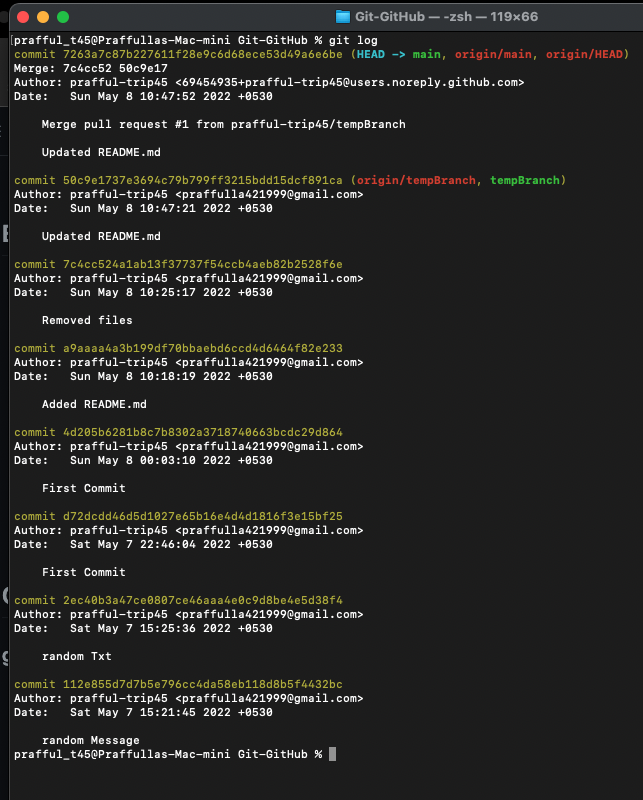 Git-GitHub — -zsh — 119×66
[prafful_t45@Praffullas-Mac-mini Git-GitHub % git log
commit 7263a7c87b227611f28e9c6d68ece53d49a6e6be (HEAD -> main, origin/main, origin/HEAD)
Merge: 7c4cc52 50c9e17
Author: prafful-trip45 <69454935+prafful-trip45@users.noreply.github.com>
Date:   Sun May 8 10:47:52 2022 +0530
Merge pull request #1 from prafful-trip45/tempBranch
Updated README.md
commit 50c9e1737e3694c79b799ff3215bdd15dcf891ca (origin/tempBranch, tempBranch)
Author: prafful-trip45 <praffulla421999@gmail.com>
Date:   Sun May 8 10:47:21 2022 +0530
Updated README.md
commit 7c4cc524a1ab13f37737f54ccb4aeb82b2528f6e
Author: prafful-trip45 <praffulla421999@gmail.com>
Date:   Sun May 8 10:25:17 2022 +0530
Removed files
commit a9aaaa4a3b199df70bbaebd6ccd4d6464f82e233
Author: prafful-trip45 <praffulla421999@gmail.com>
Date:   Sun May 8 10:18:19 2022 +0530
Added README.md
commit 4d205b6281b8c7b8302a3718740663bcdc29d864
Author: prafful-trip45 <praffulla421999@gmail.com>
Date:   Sun May 8 00:03:10 2022 +0530
First Commit
commit d72dcdd46d5d1027e65b16e4d4d1816f3e15bf25
Author: prafful-trip45 <praffulla421999@gmail.com>
Date:   Sat May 7 22:46:04 2022 +0530
First Commit
commit 2ec40b3a47ce0807ce46aaa4e0c9d8be4e5d38f4
Author: prafful-trip45 <praffulla421999@gmail.com>
Date:   Sat May 7 15:25:36 2022 +0530
random Txt
commit 112e855d7d7b5e796cc4da58eb118d8b5f4432bc
Author: prafful-trip45 <praffulla421999@gmail.com>
Date:   Sat May 7 15:21:45 2022 +0530
random Message
prafful_t45@Praffullas-Mac-mini Git-GitHub %